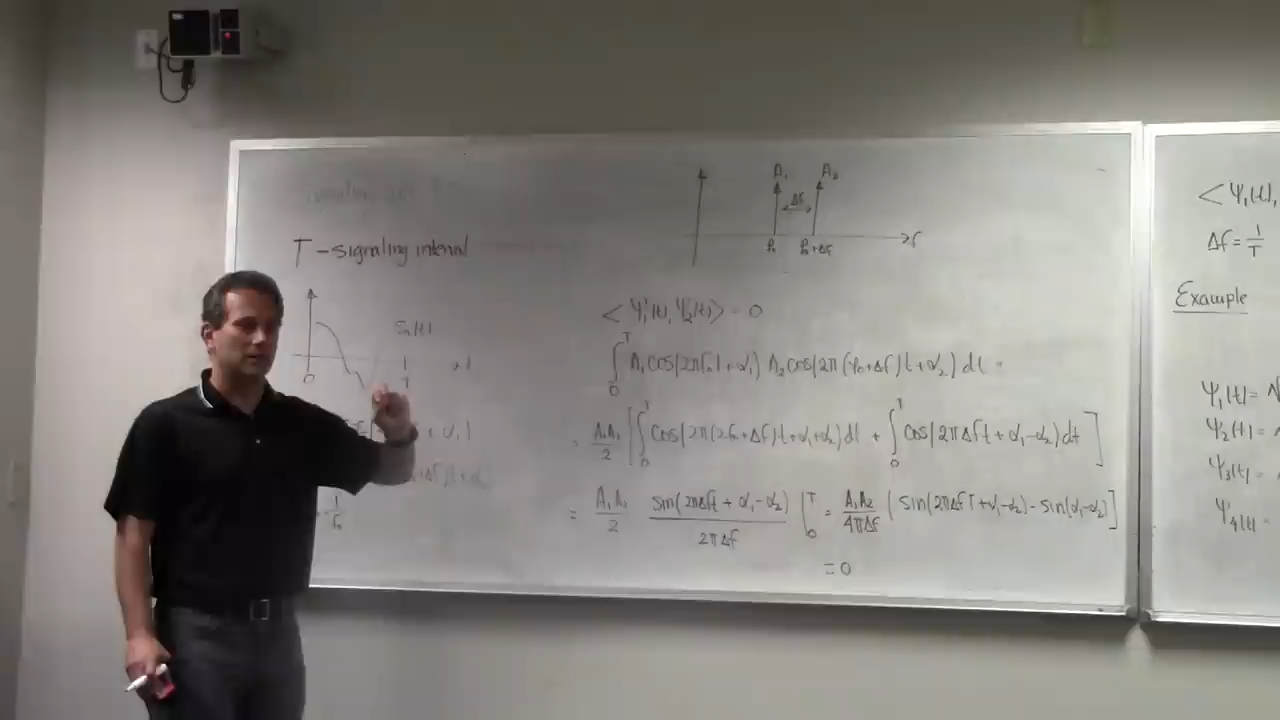 T - signaling interval
0
A₁ A₂
Δf
f₀ f₀+Δf
f
< Ψ₁(t), Ψ₂(t) > = 0
∫₀ᵀ A₁ cos(2πf₀t + α₁) A₂ cos(2π(f₀+Δf)t + α₂) dt =
= A₁A₂/2 [ ∫₀ᵀ cos(2π(2f₀+Δf)t + α₁+α₂) dt + ∫₀ᵀ cos(2πΔft + α₁-α₂) dt ]
= A₁A₂/2 sin(2πΔft + α₁-α₂)/2πΔf |₀ᵀ = A₁A₂/4πΔf ( sin(2πΔfT + α₁-α₂) - sin(α₁-α₂) ]
= 0
< Ψ₁(t),
Δf = 1/T
Example
Ψ₁(t) =
Ψ₂(t) =
Ψ₃(t) =
Ψ₄(t) =